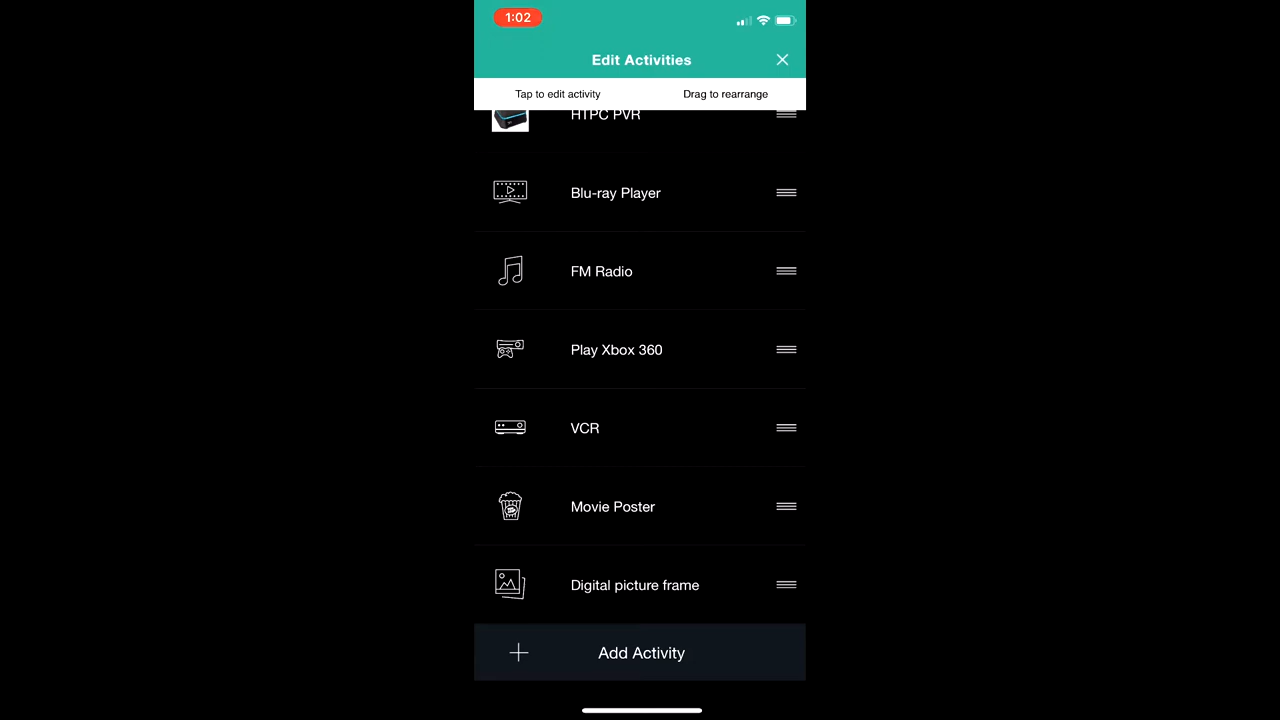 1:02
Edit Activities
Tap to edit activity
Drag to rearrange
HTPC PVR
Blu-ray Player
FM Radio
Play Xbox 360
VCR
Movie Poster
Digital picture frame
Add Activity